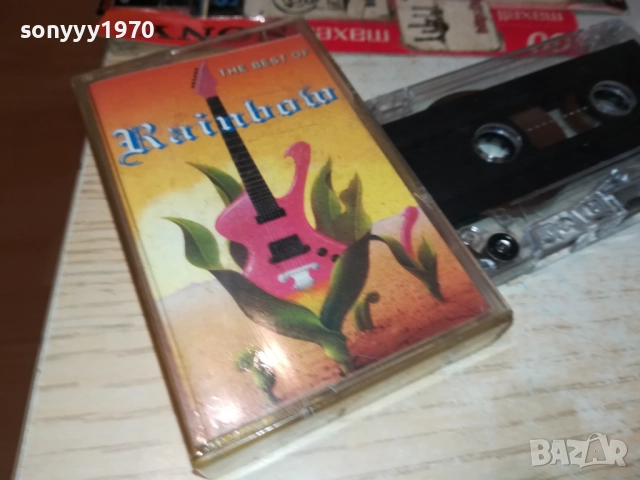 sonyyy1970
maxell
THE BEST OF
Rainbow
BAZAR